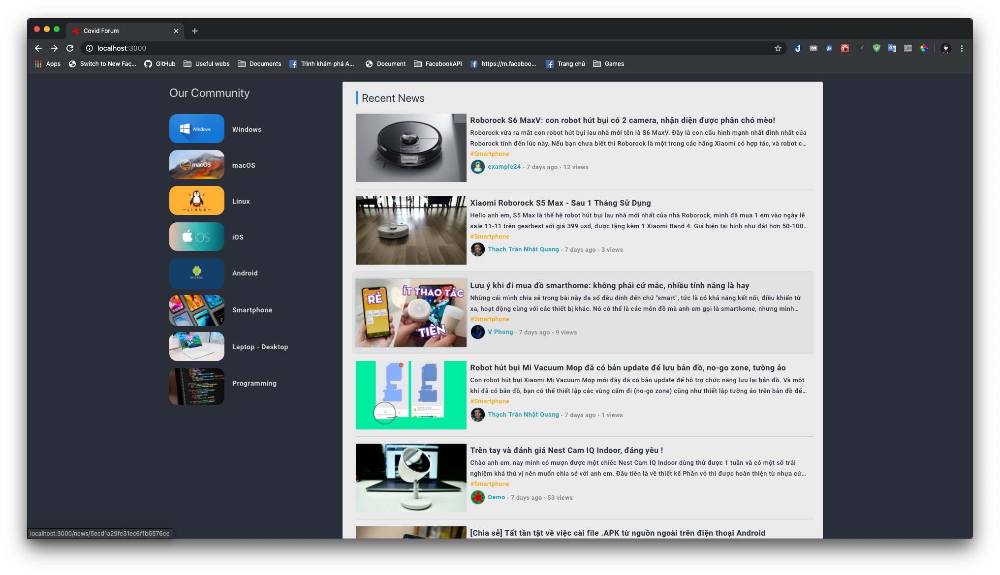 Covid Forum
localhost:3000
Apps
Switch to New Fac...
GitHub
Useful webs
Documents
Trình khám phá A...
Document
FacebookAPI
https://m.faceboo...
Trang chủ
Games
Our Community
Windows
Windows
macOS
macOS
LINUX
Linux
iOS
iOS
ANDROID
Android
Smartphone
Laptop - Desktop
Programming
Recent News
Roborock S6 MaxV: con robot hút bụi có 2 camera, nhận diện được phân chó mèo!
Roborock vừa ra mắt con robot hút bụi lau nhà mới tên là S6 MaxV. Đây là con cấu hình mạnh nhất đỉnh nhất của
Roborock tính đến lúc này. Nếu bạn chưa biết thì Roborock là một trong các hãng Xiaomi có hợp tác, và robot c...
#Smartphone
example24 · 7 days ago · 12 views
Xiaomi Roborock S5 Max - Sau 1 Tháng Sử Dụng
Hello anh em, S5 Max là thế hệ robot hút bụi lau nhà mới nhất của nhà Roborock, mình đã mua 1 em vào ngày lễ
sale 11-11 trên gearbest với giá 399 usd, được tặng kèm 1 Xiaomi Band 4. Giá hiện tại hinh như đắt hơn 50-100...
#Smartphone
Thạch Trần Nhật Quang · 7 days ago · 3 views
RẺ
ÍT THAO TÁC
TIỆN
Lưu ý khi đi mua đồ smarthome: không phải cứ mắc, nhiều tính năng là hay
Những cái mình chia sẻ trong bài này đa số đều dính đến chữ "smart", tức là có khả năng kết nối, điều khiển từ
xa, hoạt động cùng với các thiết bị khác. Nó có thể là các món đồ mà anh em gọi là smarthome, nhưng mình...
#Smartphone
V Phong · 7 days ago · 9 views
Robot hút bụi Mi Vacuum Mop đã có bản update để lưu bản đồ, no-go zone, tường ảo
Con robot hút bụi Xiaomi Mi Vacuum Mop mới đây đã có bản update để hỗ trợ chức năng lưu lại bản đồ. Và một
khi đã có bản đồ, bạn có thể thiết lập các vùng cấm đi (no-go zone) cũng như thiết lập tường ảo trên bản đồ để...
#Smartphone
Thạch Trần Nhật Quang · 7 days ago · 1 views
Trên tay và đánh giá Nest Cam IQ Indoor, đáng yêu !
Chào anh em, nay mình có mượn được một chiếc Nest Cam IQ Indoor dùng thử được 1 tuần và có một số trải
nghiệm khá thú vị nên muốn chia sẻ với anh em. Đầu tiên là về thiết kế Phần vỏ thì được hoàn thiện từ nhựa cứ...
#Smartphone
Demo · 7 days ago · 53 views
[Chia sẻ] Tất tần tật về việc cài file .APK từ nguồn ngoài trên điện thoại Android
localhost:3000/news/5ecd1a29fe31ec6f1b6576cc